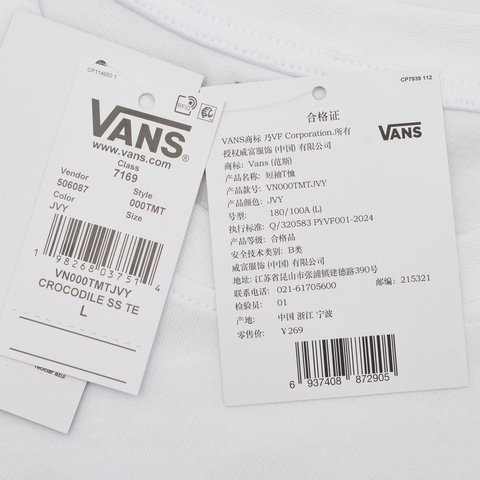 CP114950 1
RFID
VANS
®
www.vans.com
Class
7169
Vendor
506087
Style
000TMT
Color
JVY
Size
1 98268 03751 4
VN000TMTJVY
CROCODILE SS TE
L
CP7939 112
合格证
VANS
VANS商标 乃VF Corporation.所有
授权威富服饰 (中国) 有限公司
商标: Vans (范斯)
产品名称: 短袖T恤
产品款号: VN000TMTJVY
产品颜色: JVY
号型: 180/100A (L)
执行标准: Q/320583 PYVF001-2024
产品等级: 合格品
安全技术类别: B类
威富服饰 (中国) 有限公司
地址: 江苏省昆山市张浦镇建德路390号
联系电话: 021-61705600 邮编: 215321
检验员: 01
产地: 中国 浙江 宁波
零售价: Y269
6 937408 872905